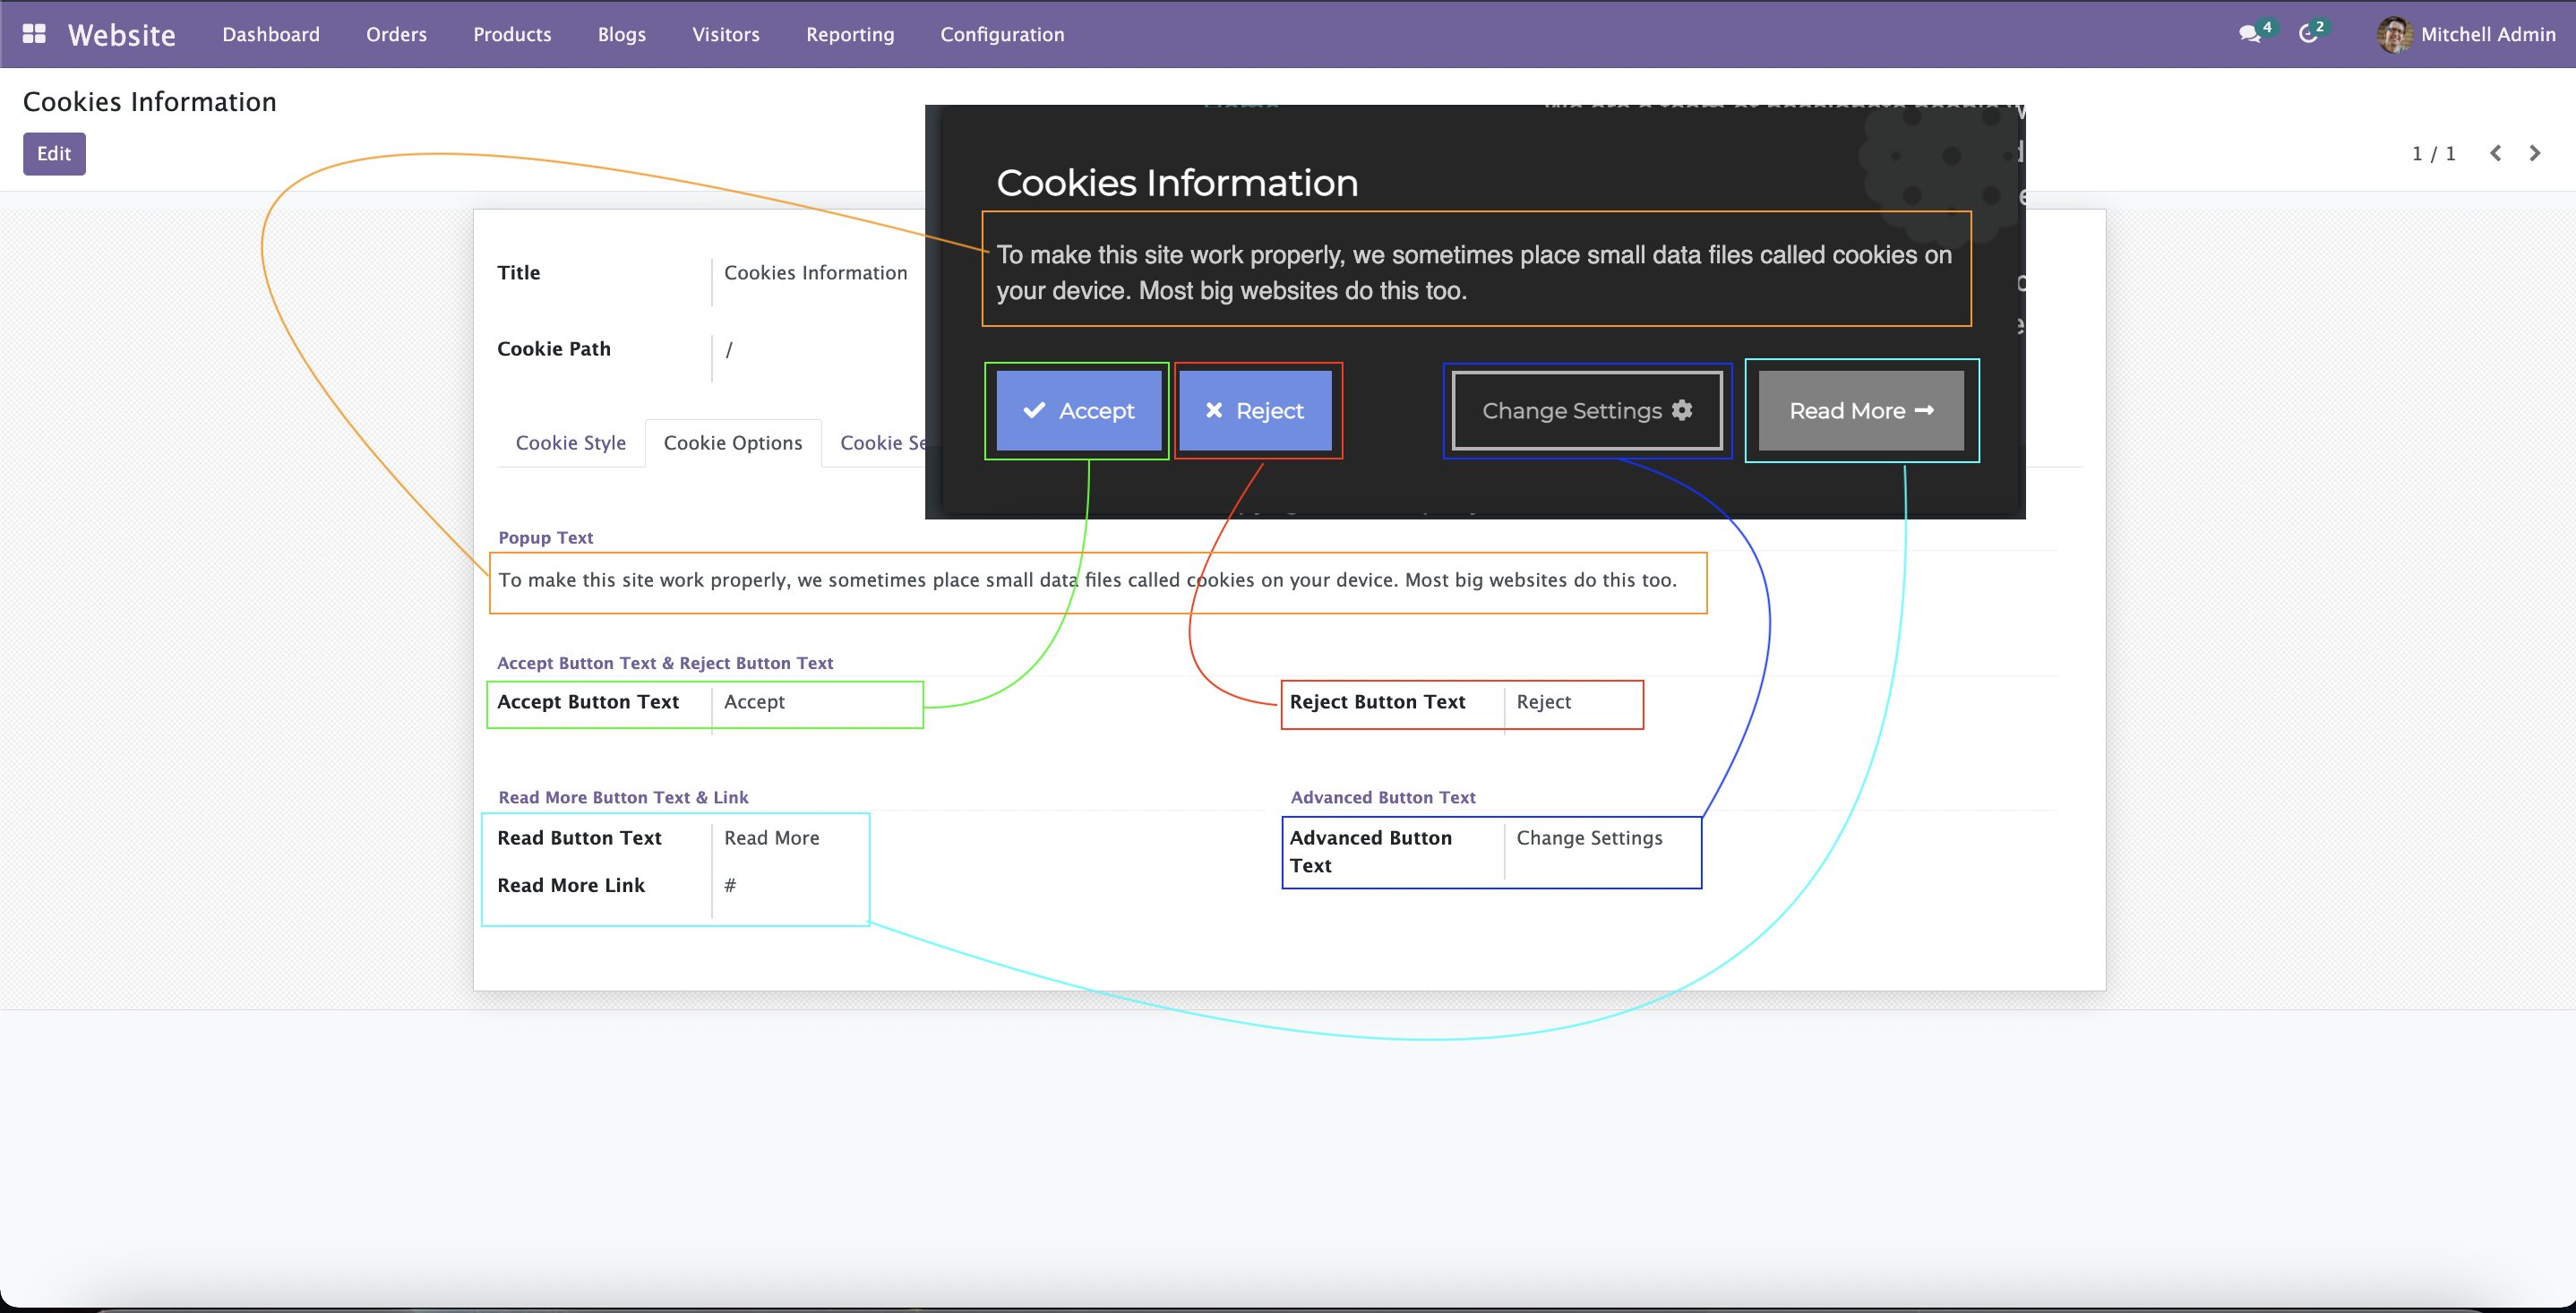 Website Dashboard Orders Products Blogs Visitors Reporting Configuration 4 2 Mitchell Admin
Cookies Information
Edit
1 / 1
Title Cookies Information
Cookie Path /
Cookie Style Cookie Options Cookie
Cookies Information
To make this site work properly, we sometimes place small data files called cookies on
your device. Most big websites do this too.
Accept Reject Change Settings Read More
Popup Text
To make this site work properly, we sometimes place small data files called cookies on your device. Most big websites do this too.
Accept Button Text & Reject Button Text
Accept Button Text Accept Reject Button Text Reject
Read More Button Text & Link Advanced Button Text
Read Button Text Read More Advanced Button Change Settings
Text
Read More Link #